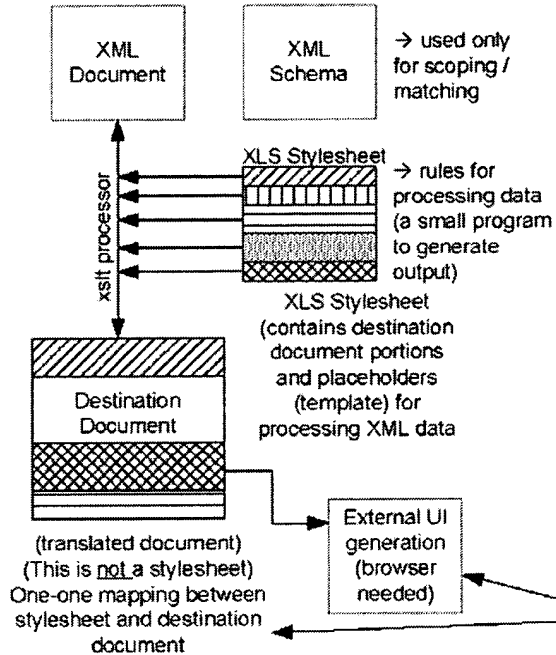 XML
Document
XML
Schema
→ used only
for scoping /
matching
XLS Stylesheet
→ rules for
processing data
(a small program
to generate
output)
xslt processor
XLS Stylesheet
(contains destination
document portions
and placeholders
(template) for
processing XML data
Destination
Document
External UI
generation
(browser
needed)
(translated document)
(This is not a stylesheet)
One-one mapping between
stylesheet and destination
document